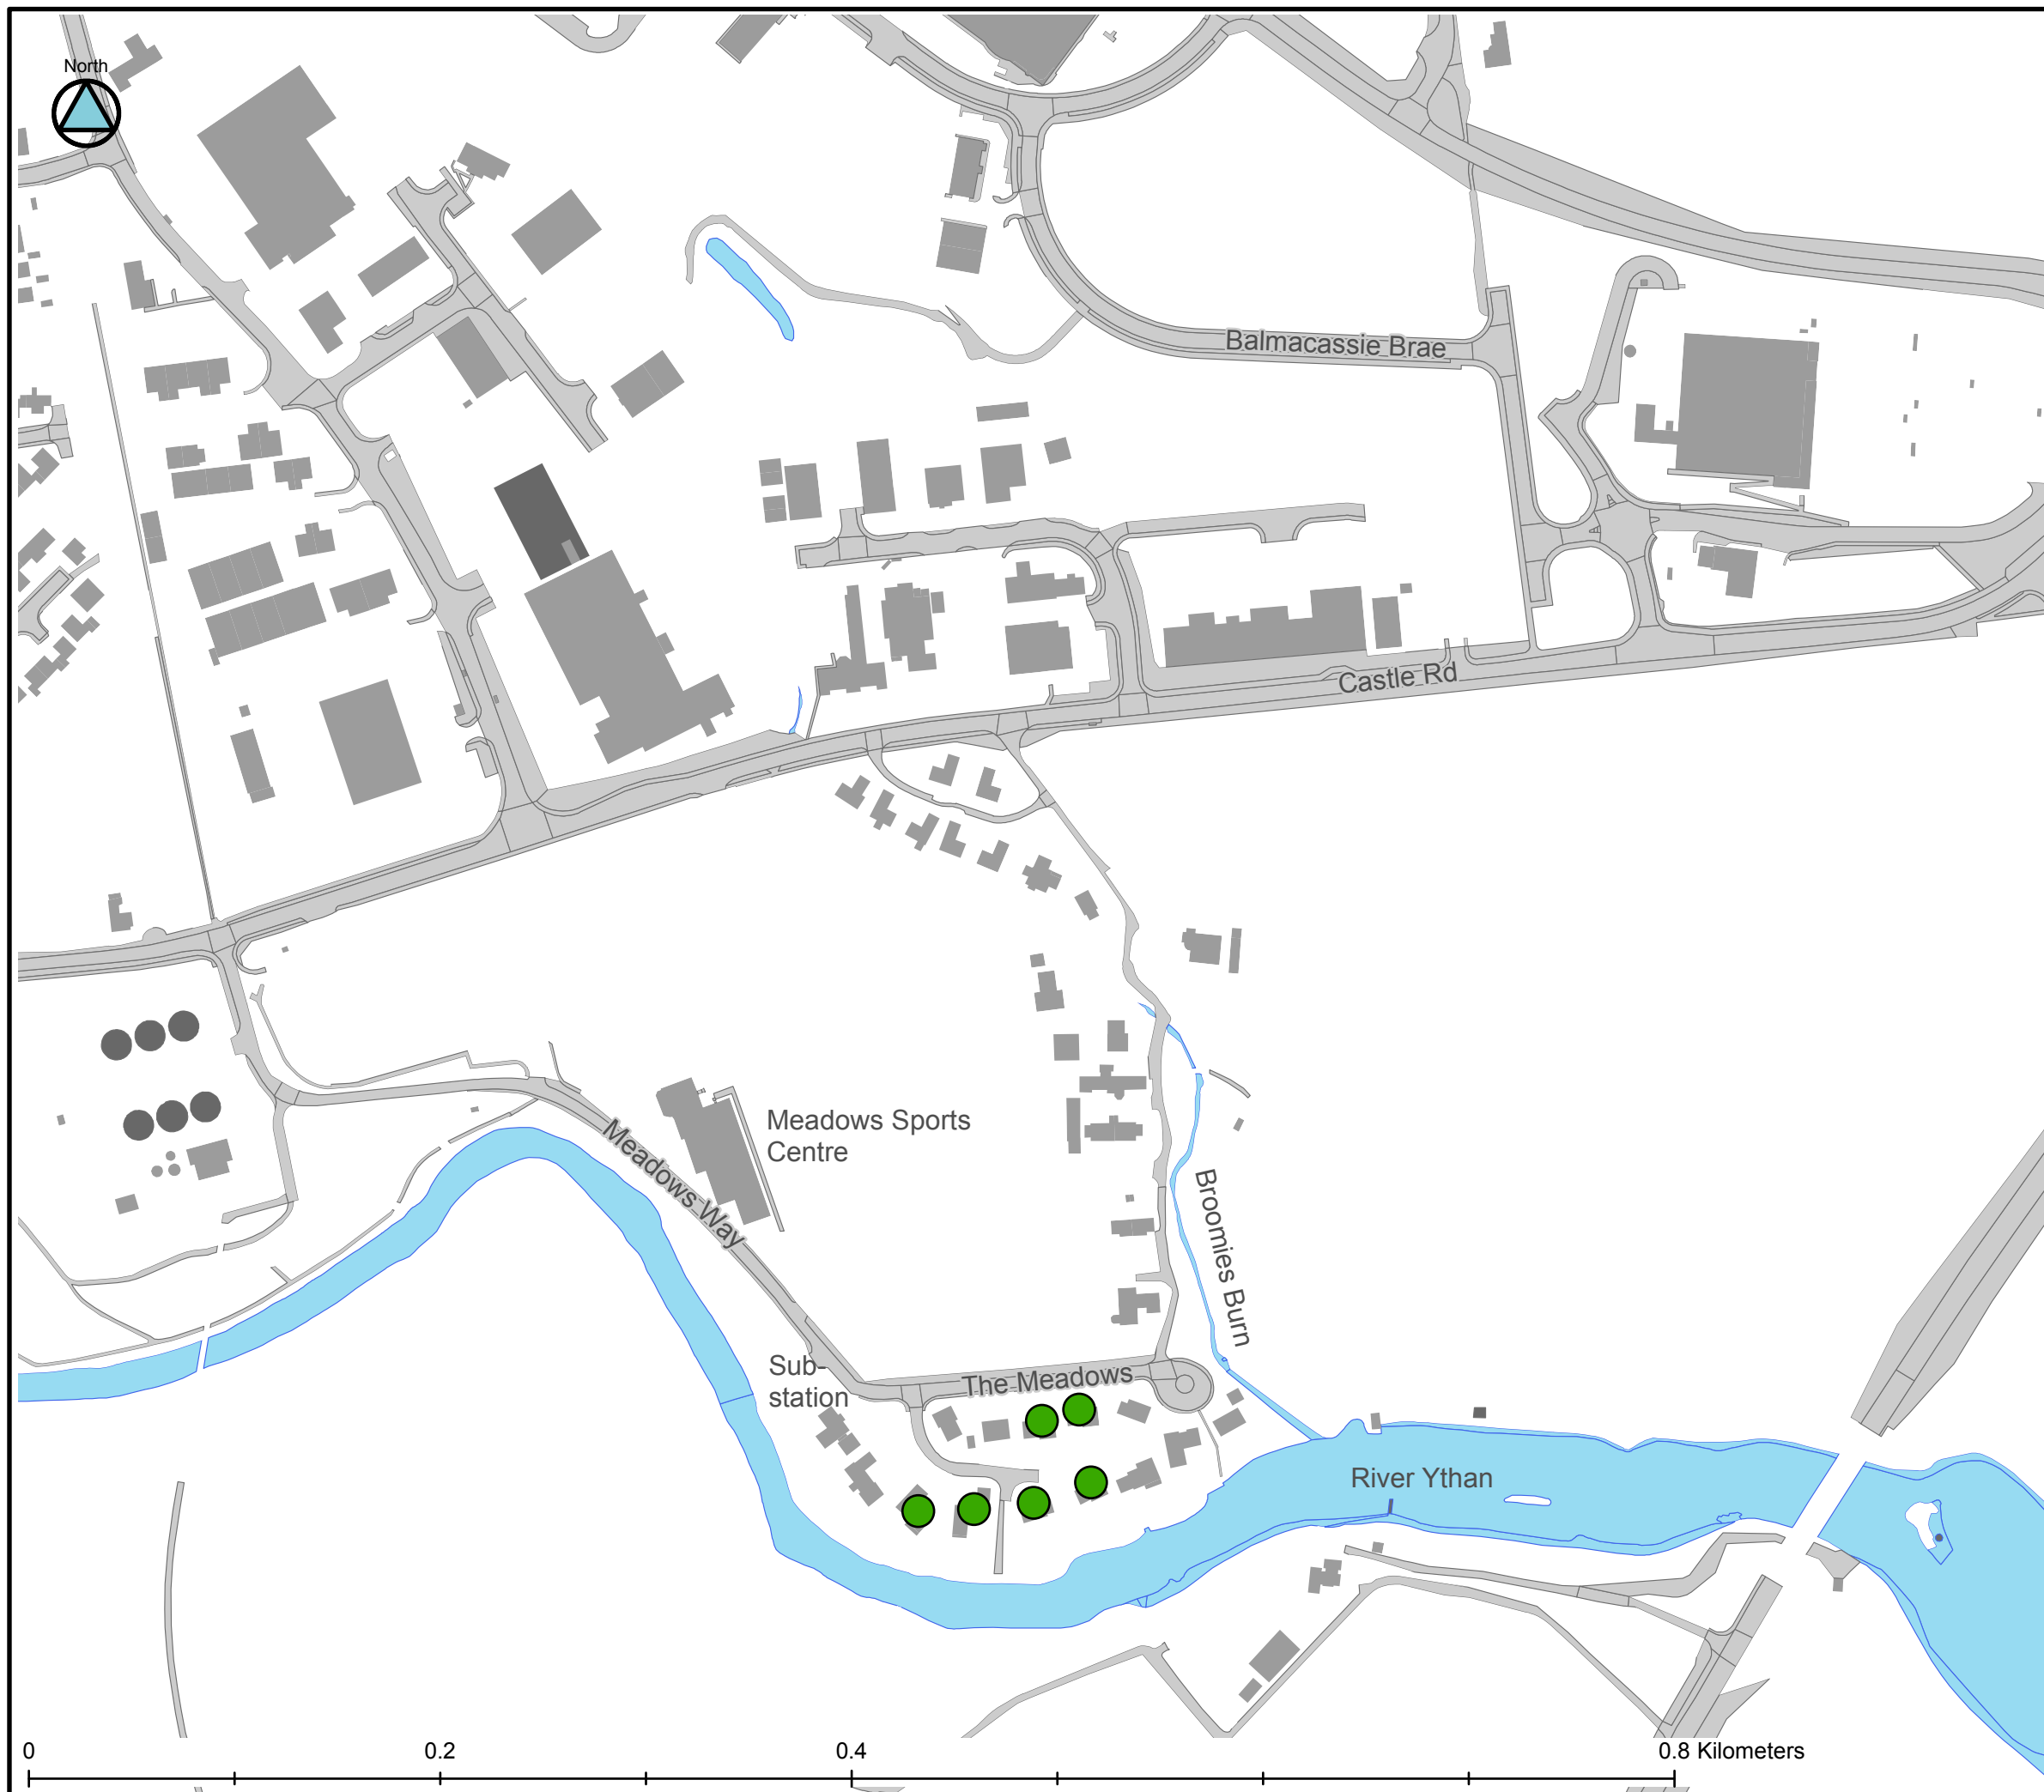 North
Balmacassie Brae
Castle Rd
Meadows Sports
Centre
Meadows Way
Broomies Burn
Sub-
station
The Meadows
River Ythan
0
0.2
0.4
0.8 Kilometers